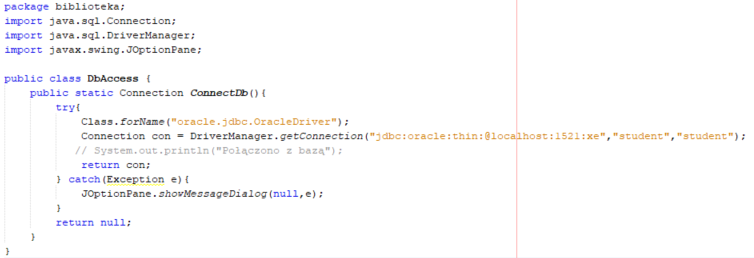 package biblioteka;
import java.sql.Connection;
import java.sql.DriverManager;
import javax.swing.JOptionPane;
public class DbAccess {
public static Connection ConnectDb(){
try{
Class.forName("oracle.jdbc.OracleDriver");
Connection con = DriverManager.getConnection("jdbc:oracle:thin:@localhost:1521:xe","student","student");
// System.out.println("Połączono z bazą");
return con;
} catch(Exception e){
JOptionPane.showMessageDialog(null,e);
}
return null;
}
}